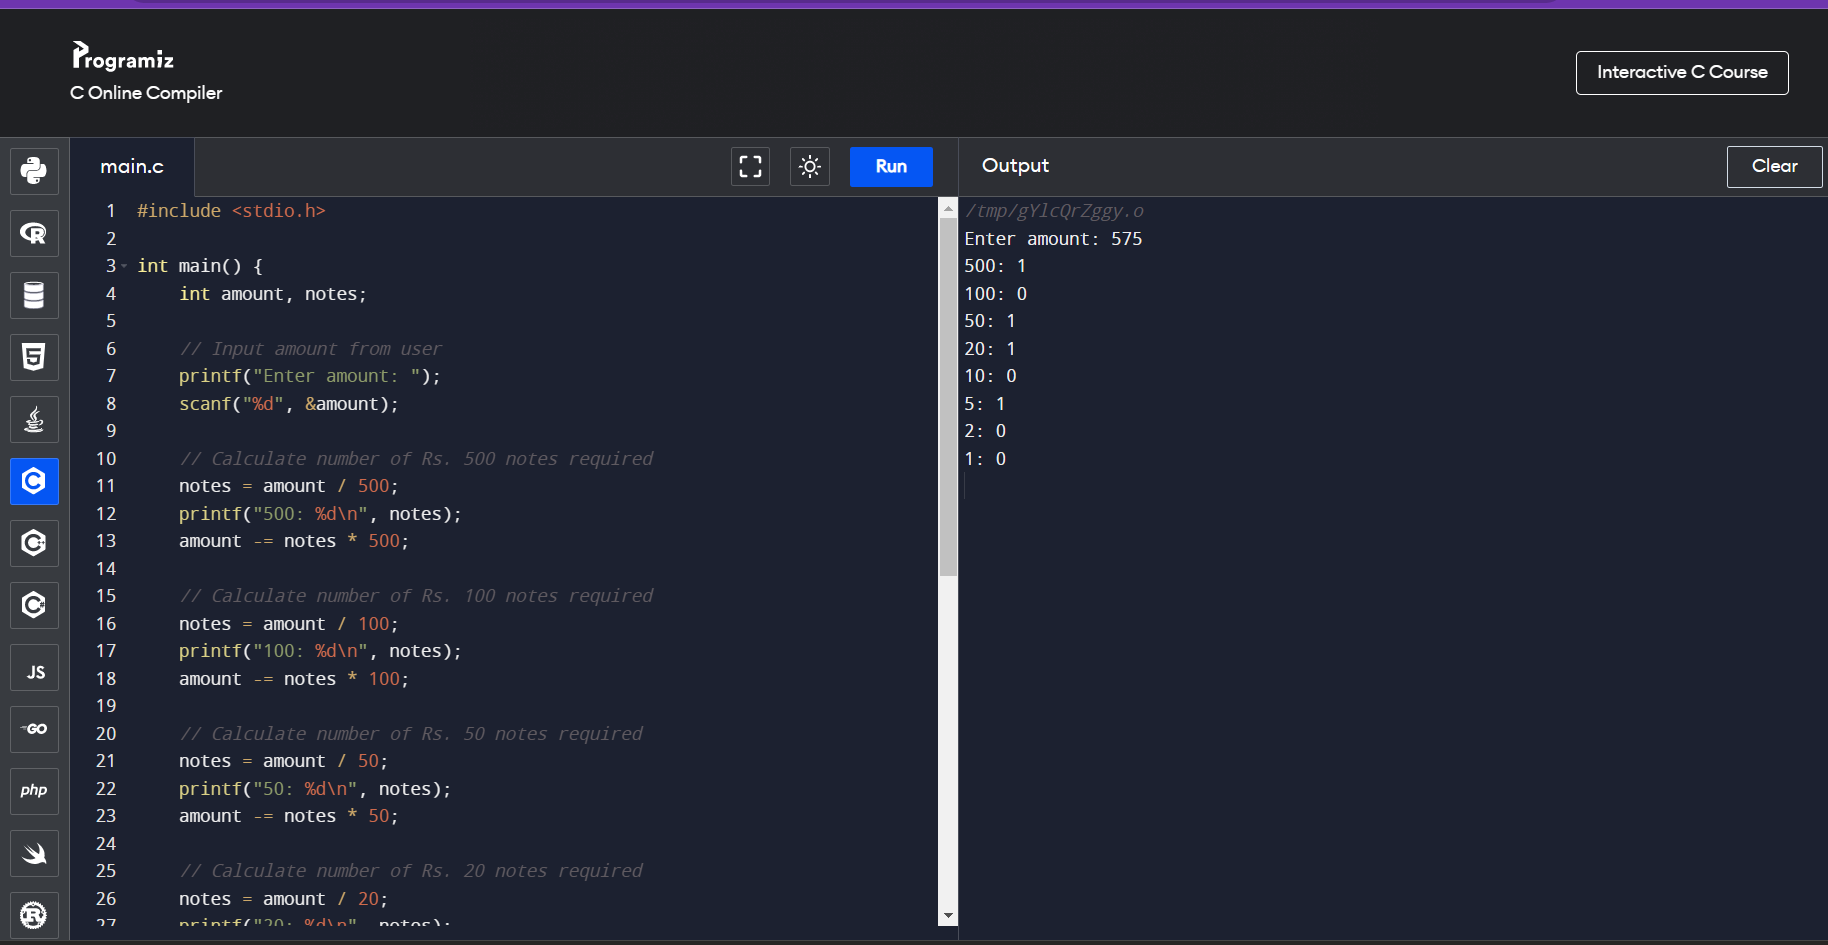 Programiz
C Online Compiler
Interactive C Course
main.c
Run
Output
Clear
1 #include <stdio.h>
2
3 int main() {
4     int amount, notes;
5
6     // Input amount from user
7     printf("Enter amount: ");
8     scanf("%d", &amount);
9
10     // Calculate number of Rs. 500 notes required
11     notes = amount / 500;
12     printf("500: %d\n", notes);
13     amount -= notes * 500;
14
15     // Calculate number of Rs. 100 notes required
16     notes = amount / 100;
17     printf("100: %d\n", notes);
18     amount -= notes * 100;
19
20     // Calculate number of Rs. 50 notes required
21     notes = amount / 50;
22     printf("50: %d\n", notes);
23     amount -= notes * 50;
24
25     // Calculate number of Rs. 20 notes required
26     notes = amount / 20;
27     printf("20: %d\n", notes);
/tmp/gYlcQrZggy.o
Enter amount: 575
500: 1
100: 0
50: 1
20: 1
10: 0
5: 1
2: 0
1: 0
R
5
C
C
C
JS
GO
php
R